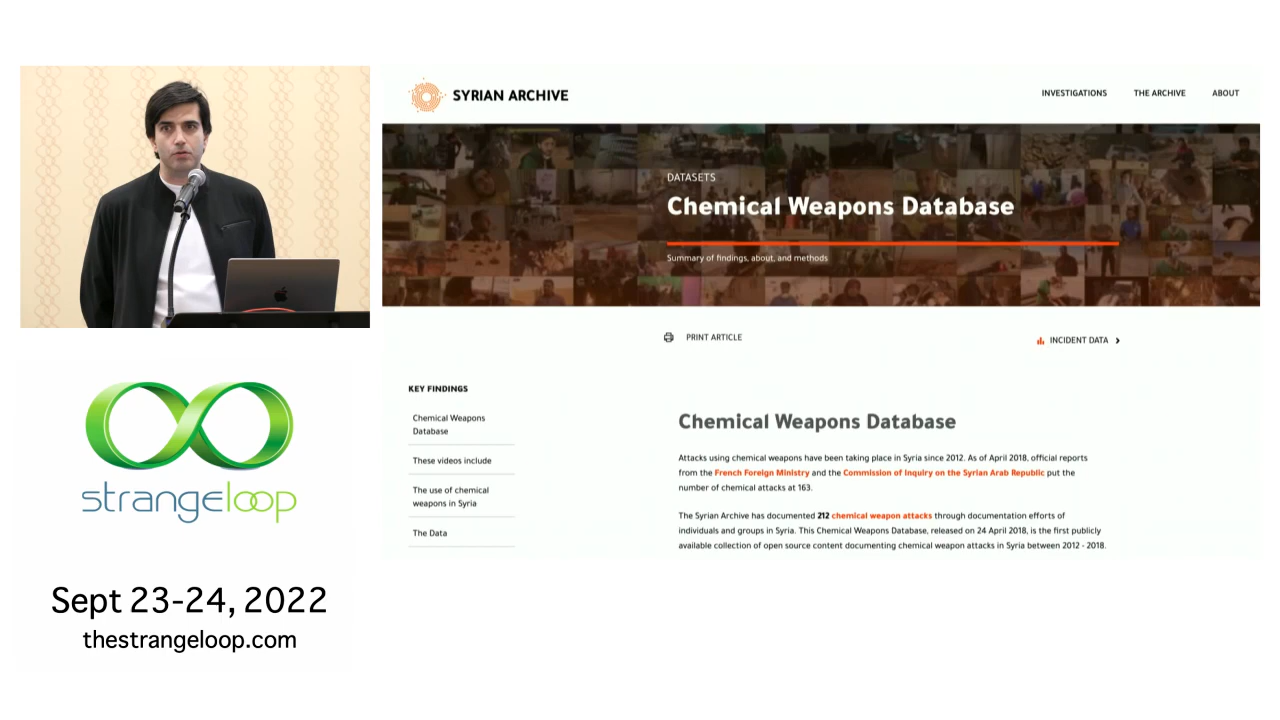 SYRIAN ARCHIVE
INVESTIGATIONS THE ARCHIVE ABOUT
DATASETS
Chemical Weapons Database
Summary of findings, about, and methods
PRINT ARTICLE
INCIDENT DATA
KEY FINDINGS
Chemical Weapons
Database
These videos include
The use of chemical
weapons in Syria
The Data
Chemical Weapons Database
Attacks using chemical weapons have been taking place in Syria since 2012. As of April 2018, official reports
from the French Foreign Ministry and the Commission of Inquiry on the Syrian Arab Republic put the
number of chemical attacks at 163.
The Syrian Archive has documented 212 chemical weapon attacks through documentation efforts of
individuals and groups in Syria. This Chemical Weapons Database, released on 24 April 2018, is the first publicly
available collection of open source content documenting chemical weapon attacks in Syria between 2012 - 2018.
strangeloop
Sept 23-24, 2022
thestrangeloop.com